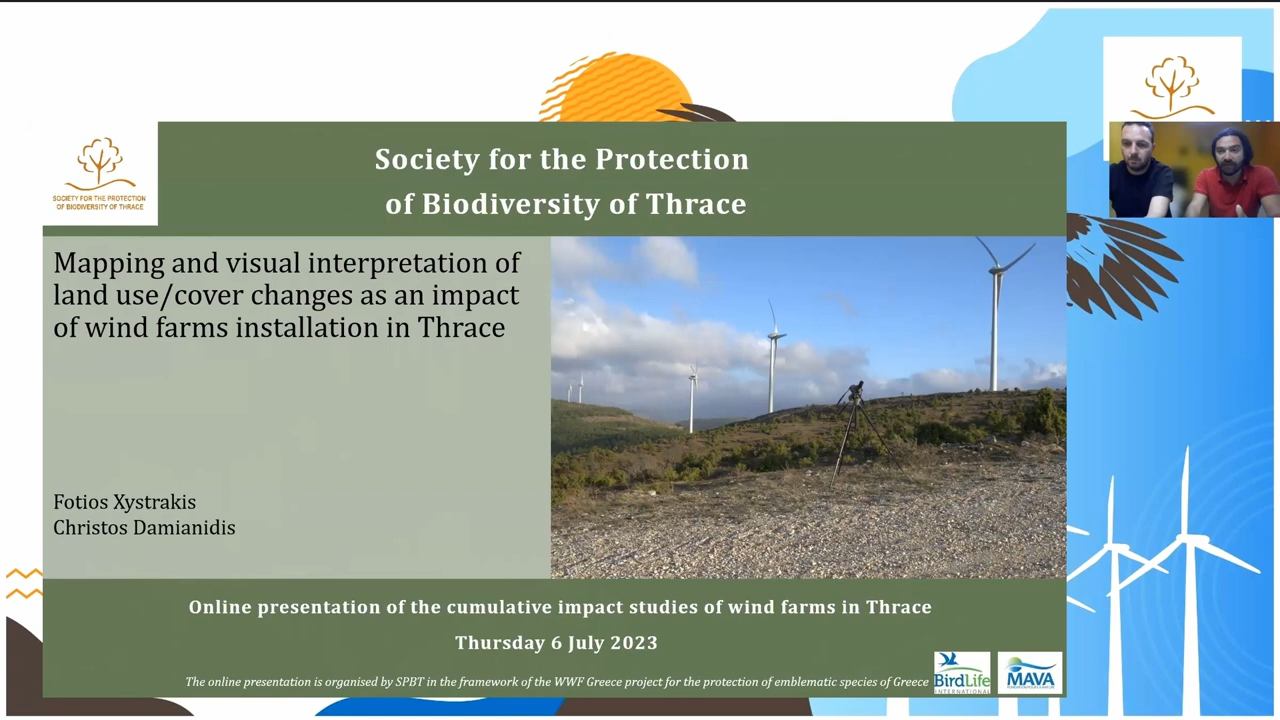 Society for the Protection
of Biodiversity of Thrace
SOCIETY FOR THE PROTECTION
OF BIODIVERSITY OF THRACE
Mapping and visual interpretation of
land use/cover changes as an impact
of wind farms installation in Thrace
Fotios Xystrakis
Christos Damianidis
Online presentation of the cumulative impact studies of wind farms in Thrace
Thursday 6 July 2023
The online presentation is organised by SPBT in the framework of the WWF Greece project for the protection of emblematic species of Greece
BirdLife
INTERNATIONAL
MAVA